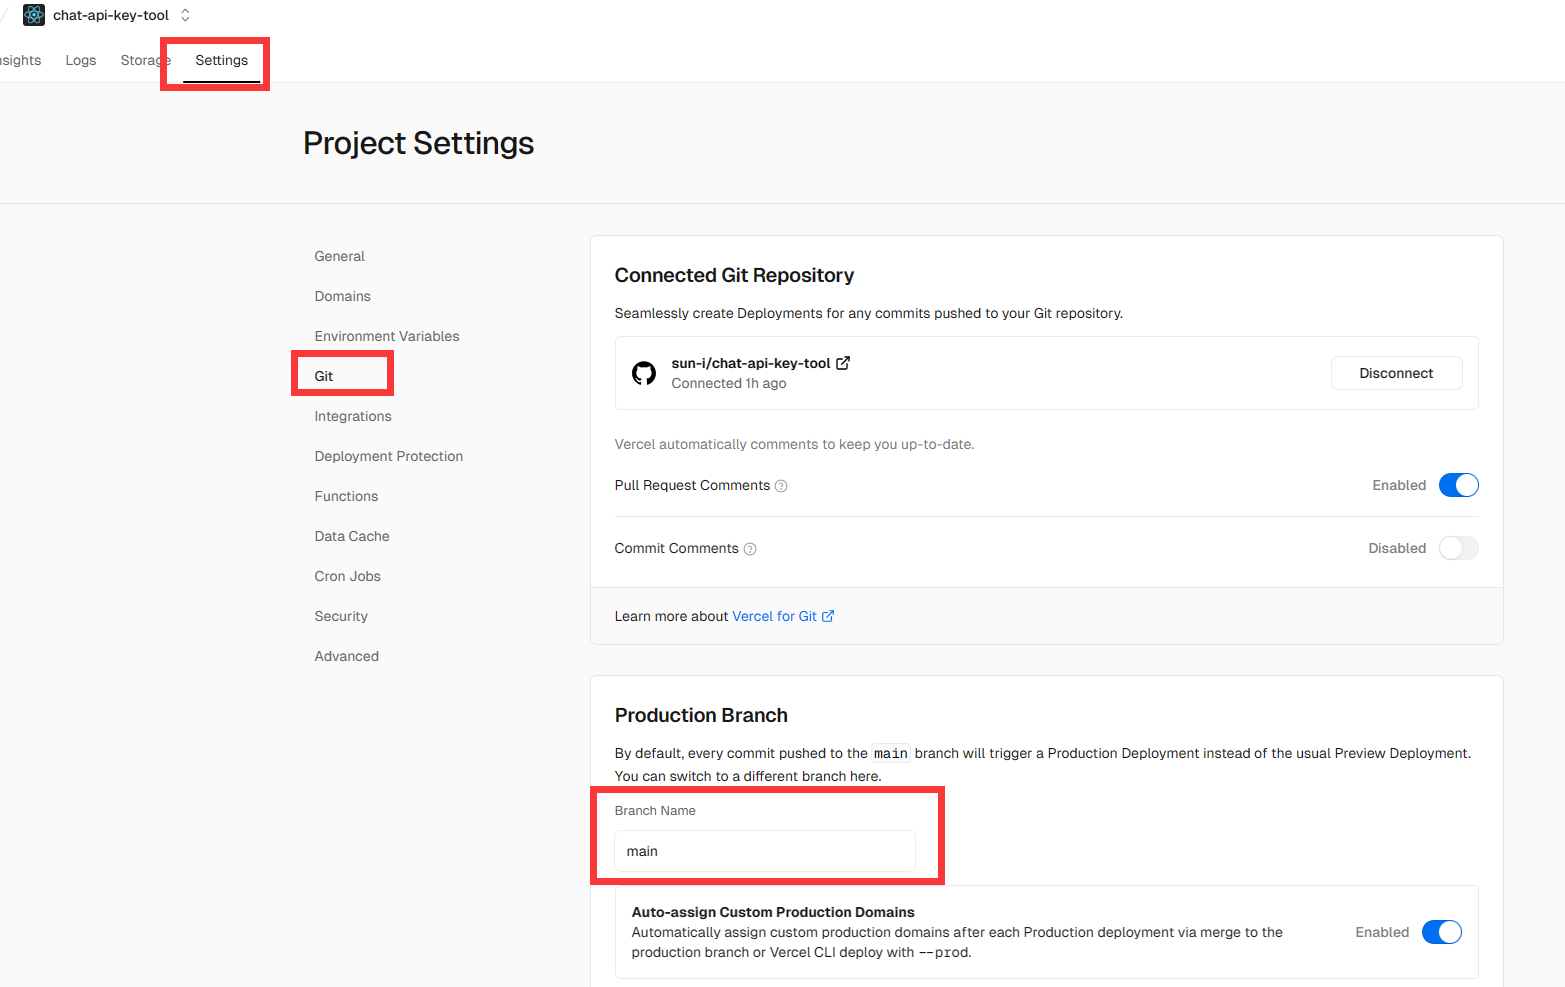 chat-api-key-tool
nsights
Logs
Storage
Settings
Project Settings
General
Domains
Environment Variables
Git
Integrations
Deployment Protection
Functions
Data Cache
Cron Jobs
Security
Advanced
Connected Git Repository
Seamlessly create Deployments for any commits pushed to your Git repository.
sun-i/chat-api-key-tool
Connected 1h ago
Disconnect
Vercel automatically comments to keep you up-to-date.
Pull Request Comments
Enabled
Commit Comments
Disabled
Learn more about Vercel for Git
Production Branch
By default, every commit pushed to the main branch will trigger a Production Deployment instead of the usual Preview Deployment.
You can switch to a different branch here.
Branch Name
main
Auto-assign Custom Production Domains
Automatically assign custom production domains after each Production deployment via merge to the
production branch or Vercel CLI deploy with --prod.
Enabled